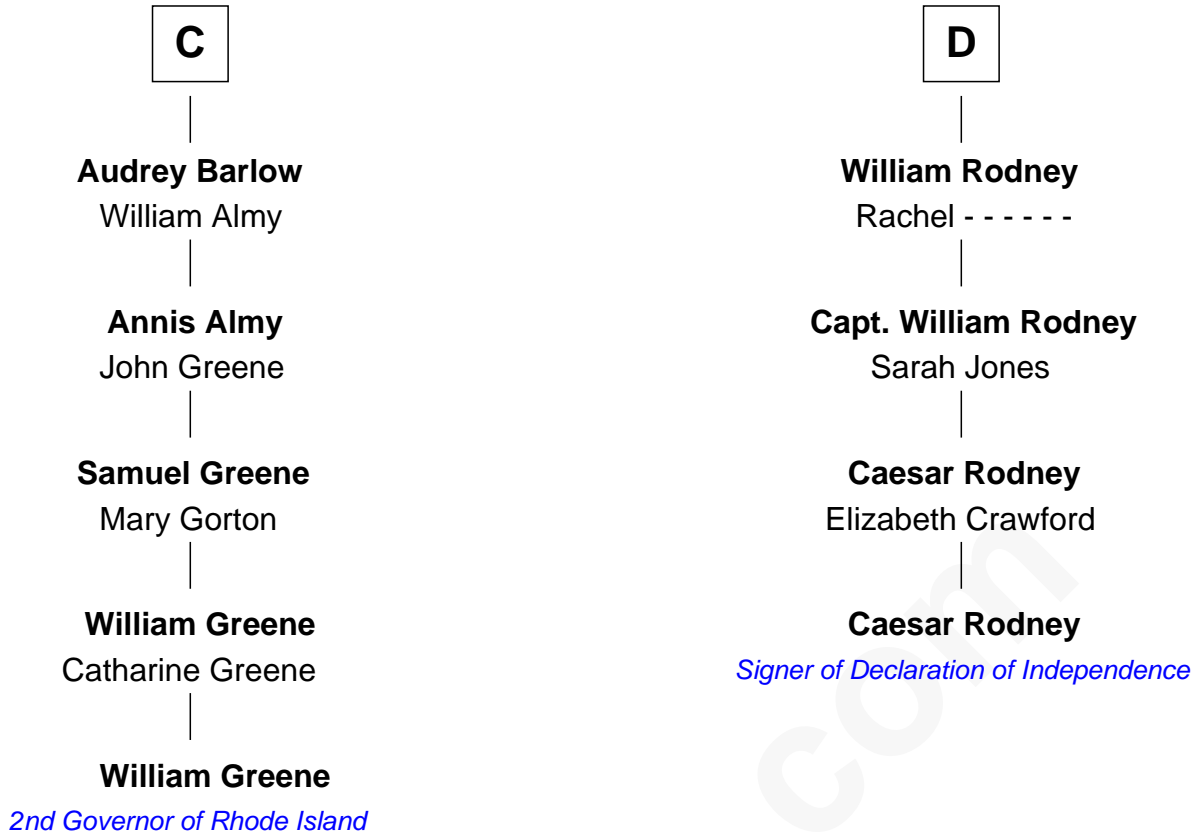 C
Audrey Barlow
William Almy
Annis Almy
John Greene
Samuel Greene
Mary Gorton
William Greene
Catharine Greene
William Greene
2nd Governor of Rhode Island
D
William Rodney
Rachel - - - - - -
Capt. William Rodney
Sarah Jones
Caesar Rodney
Elizabeth Crawford
Caesar Rodney
Signer of Declaration of Independence
com